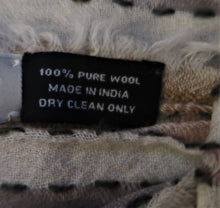 100% PURE WOOL
MADE IN INDIA
DRY CLEAN ONLY